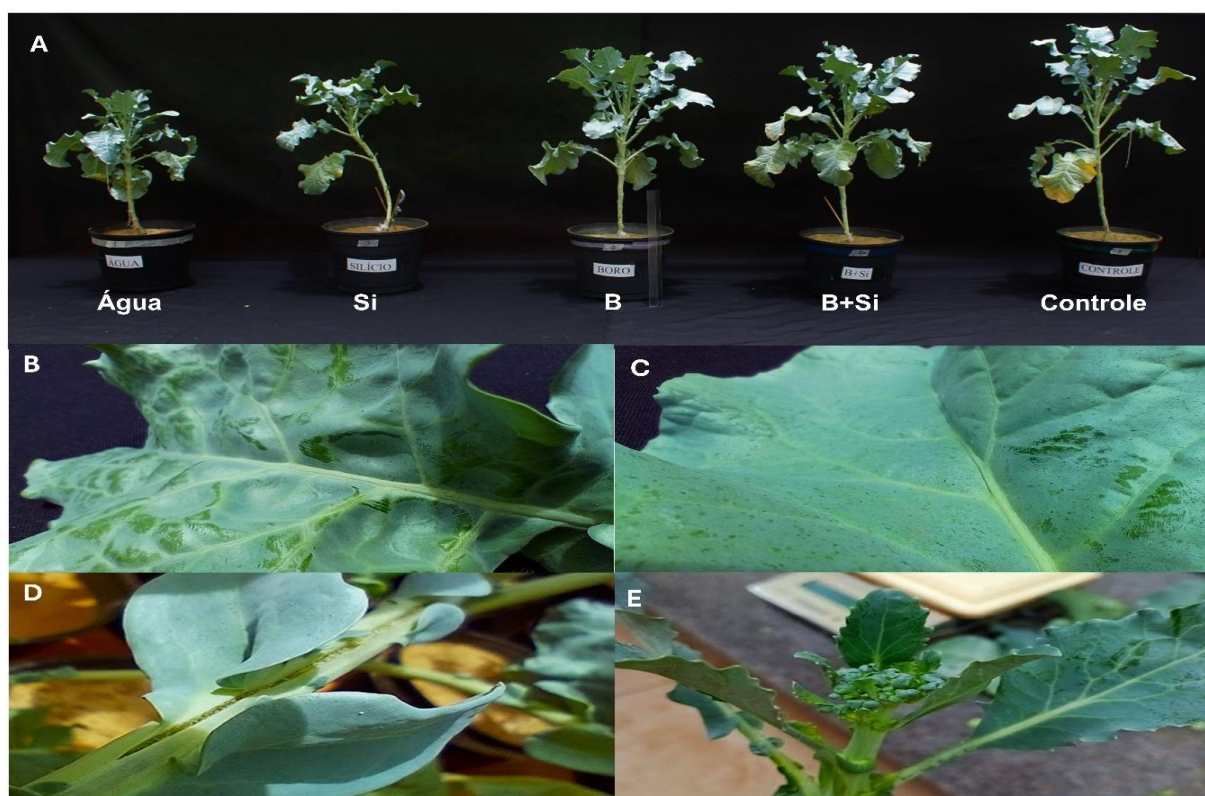 A
ÁGUA
SILÍCIO
BORO
B+Si
CONTROLE
Água
Si
B
B+Si
Controle
B
C
D
E